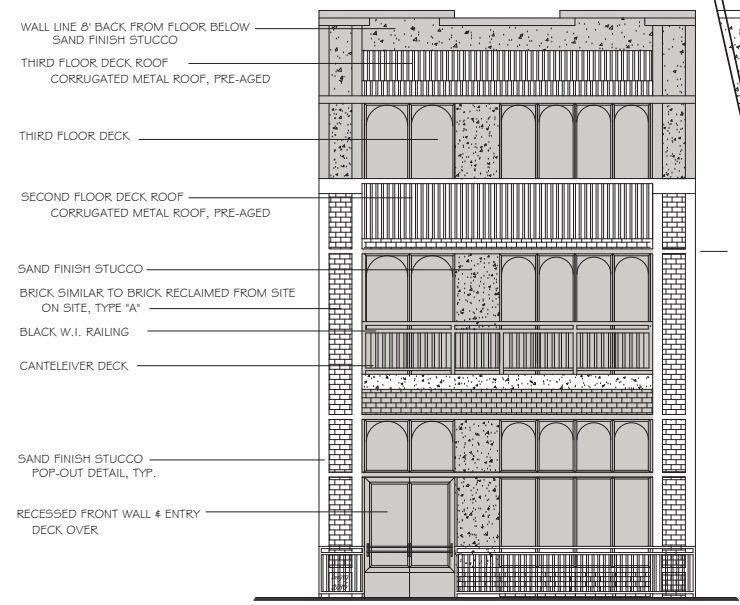 WALL LINE 8' BACK FROM FLOOR BELOW
SAND FINISH STUCCO
THIRD FLOOR DECK ROOF
CORRUGATED METAL ROOF, PRE-AGED
THIRD FLOOR DECK
SECOND FLOOR DECK ROOF
CORRUGATED METAL ROOF, PRE-AGED
SAND FINISH STUCCO
BRICK SIMILAR TO BRICK RECLAIMED FROM SITE
ON SITE, TYPE "A"
BLACK W.I. RAILING
CANTELEIVER DECK
SAND FINISH STUCCO
POP-OUT DETAIL, TYP.
RECESSED FRONT WALL & ENTRY
DECK OVER